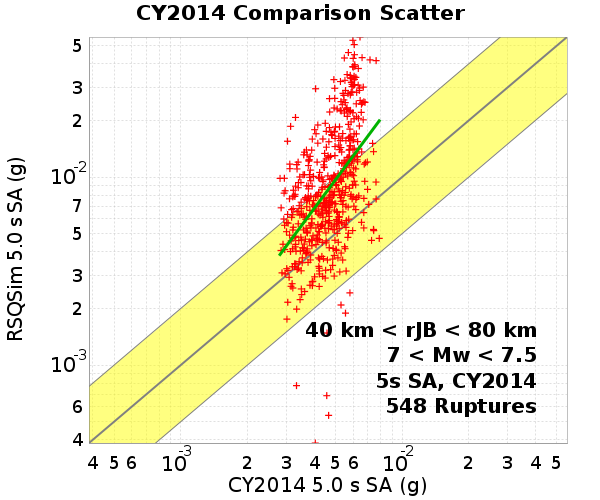 CY2014 Comparison Scatter
5
3
2
10-2
7
5
3
2
10-3
6
4
RSQSim 5.0 s SA (g)
40 km < rJB < 80 km
7 < Mw < 7.5
5s SA, CY2014
548 Ruptures
4 5 6 10-3 2 3 4 5 6 10-2 2 3 4 5
CY2014 5.0 s SA (g)